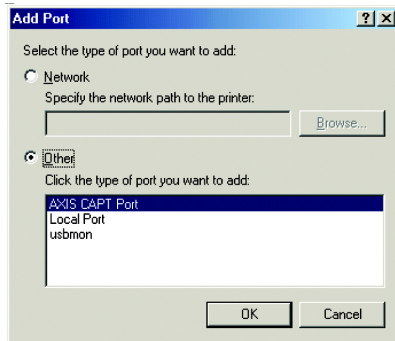 Add Port
Select the type of port you want to add:
Network
Specify the network path to the printer:
Browse...
Other
Click the type of port you want to add:
AXIS CAPT Port
Local Port
usbmon
OK
Cancel